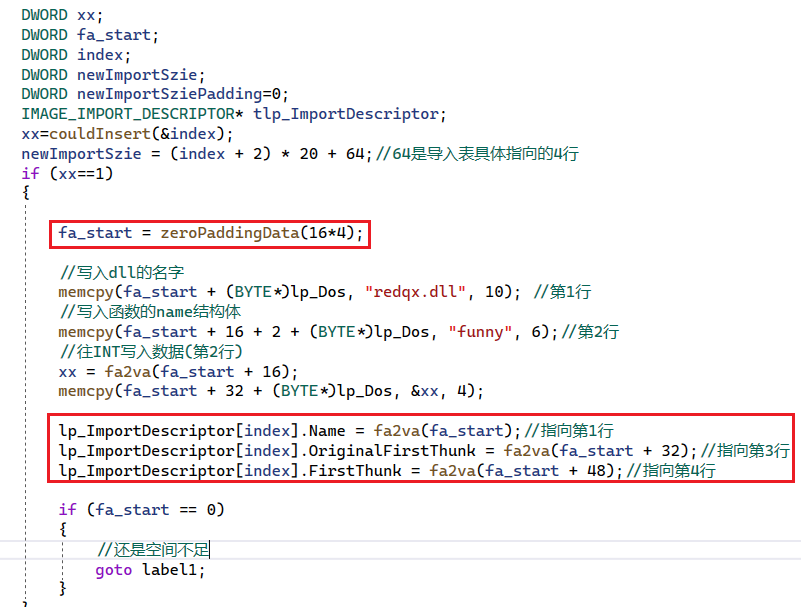 DWORD xx;
DWORD fa_start;
DWORD index;
DWORD newImportSzie;
DWORD newImportSziePadding=0;
IMAGE_IMPORT_DESCRIPTOR* tlp_ImportDescriptor;
xx=couldInsert(&index);
newImportSzie = (index + 2) * 20 + 64;//64是导入表具体指向的4行
if (xx==1)
{
fa_start = zeroPaddingData(16*4);
//写入dll的名字
memcpy(fa_start + (BYTE*)lp_Dos, "redqx.dll", 10); //第1行
//写入函数的name结构体
memcpy(fa_start + 16 + 2 + (BYTE*)lp_Dos, "funny", 6);//第2行
//往INT写入数据(第2行)
xx = fa2va(fa_start + 16);
memcpy(fa_start + 32 + (BYTE*)lp_Dos, &xx, 4);
lp_ImportDescriptor[index].Name = fa2va(fa_start);//指向第1行
lp_ImportDescriptor[index].OriginalFirstThunk = fa2va(fa_start + 32);//指向第3行
lp_ImportDescriptor[index].FirstThunk = fa2va(fa_start + 48);//指向第4行
if (fa_start == 0)
{
//还是空间不足
goto label1;
}
}